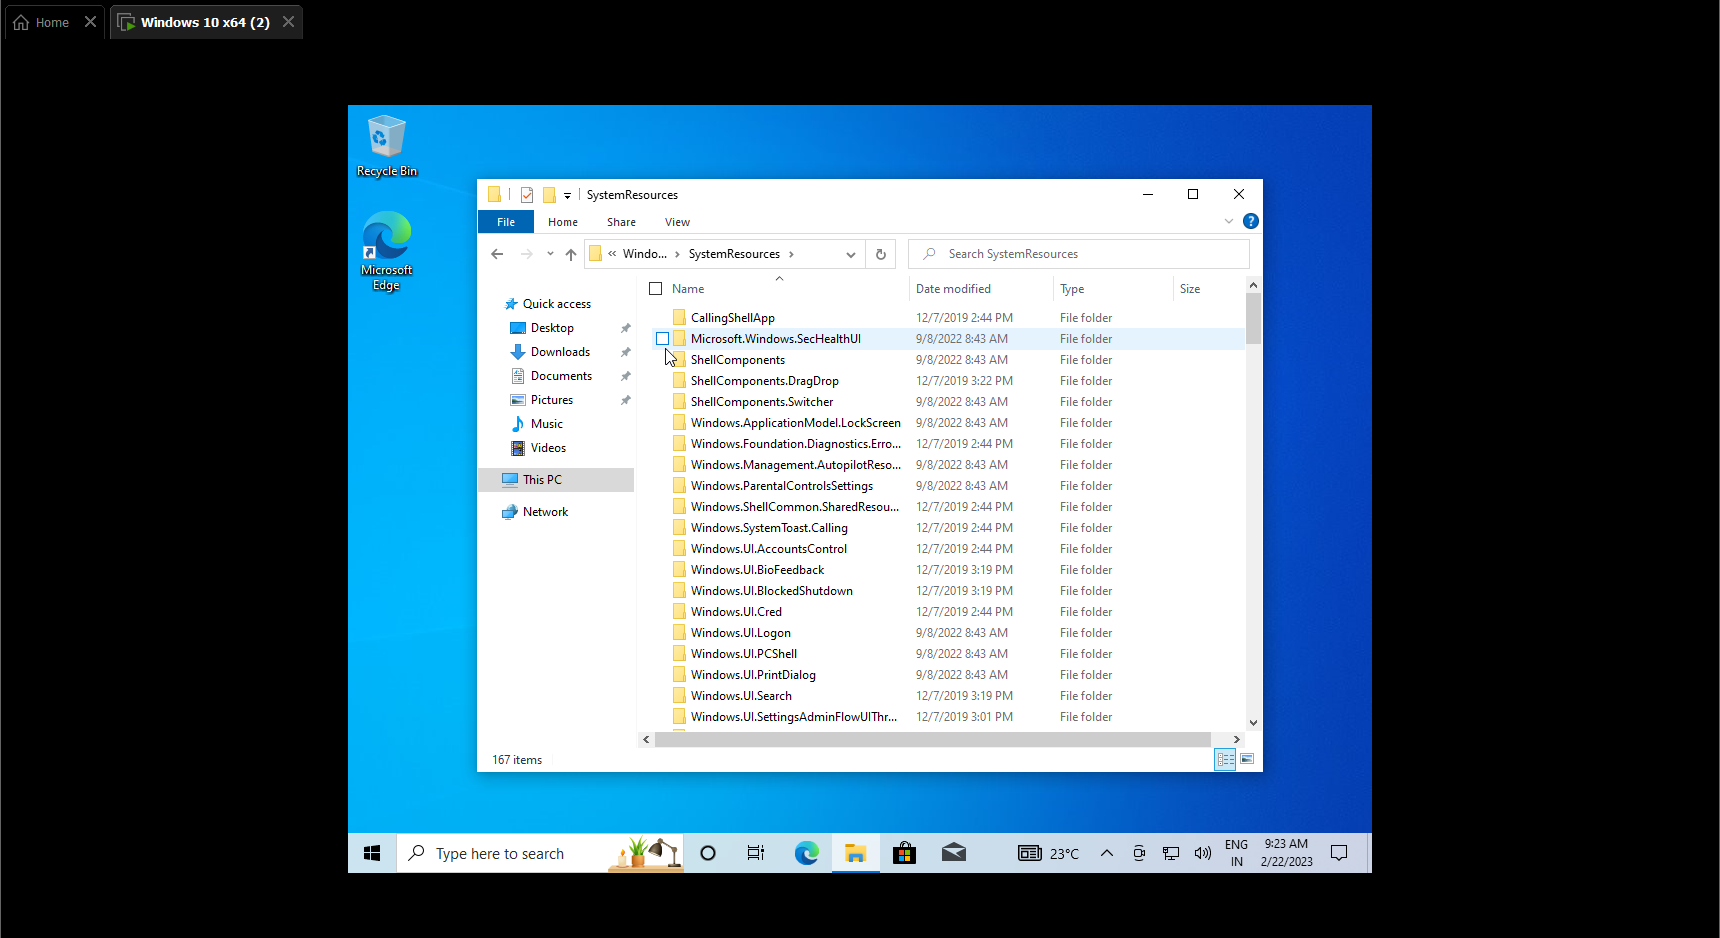 Home
Windows 10 x64 (2)
Recycle Bin
Microsoft
Edge
SystemResources
File Home Share View
« Windo... › SystemResources ›
Search SystemResources
Name Date modified Type Size
Quick access
Desktop
Downloads
Documents
Pictures
Music
Videos
This PC
Network
CallingShellApp 12/7/2019 2:44 PM File folder
Microsoft.Windows.SecHealthUI 9/8/2022 8:43 AM File folder
ShellComponents 9/8/2022 8:43 AM File folder
ShellComponents.DragDrop 12/7/2019 3:22 PM File folder
ShellComponents.Switcher 9/8/2022 8:43 AM File folder
Windows.ApplicationModel.LockScreen 9/8/2022 8:43 AM File folder
Windows.Foundation.Diagnostics.Erro... 12/7/2019 2:44 PM File folder
Windows.Management.AutopilotReso... 9/8/2022 8:43 AM File folder
Windows.ParentalControlsSettings 9/8/2022 8:43 AM File folder
Windows.ShellCommon.SharedResou... 12/7/2019 2:44 PM File folder
Windows.SystemToast.Calling 12/7/2019 2:44 PM File folder
Windows.UI.AccountsControl 12/7/2019 2:44 PM File folder
Windows.UI.BioFeedback 12/7/2019 3:19 PM File folder
Windows.UI.BlockedShutdown 12/7/2019 3:19 PM File folder
Windows.UI.Cred 12/7/2019 2:44 PM File folder
Windows.UI.Logon 9/8/2022 8:43 AM File folder
Windows.UI.PCShell 9/8/2022 8:43 AM File folder
Windows.UI.PrintDialog 9/8/2022 8:43 AM File folder
Windows.UI.Search 12/7/2019 3:19 PM File folder
Windows.UI.SettingsAdminFlowUIThr... 12/7/2019 3:01 PM File folder
167 items
Type here to search
23°C
ENG
IN
9:23 AM
2/22/2023